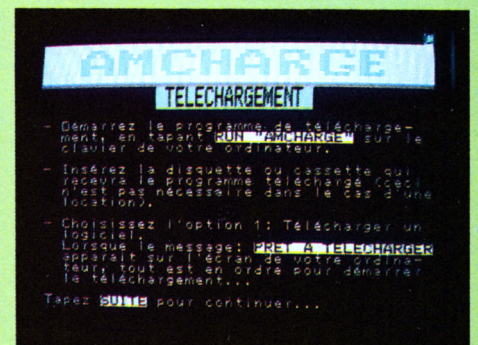 AMCHARGE
TELECHARGEMENT
- Démarrez le programme de télécharge-
ment, en tapant RUN "AMCHARGE" sur le
clavier de votre ordinateur.
- Insérez la disquette ou cassette qui
recevra le programme téléchargé (ceci
n'est pas nécessaire dans le cas d'une
location).
- Choisissez l'option 1: Télécharger un
logiciel.
Lorsque le message: PRET A TELECHARGER
apparaît sur l'écran de votre ordina-
teur, tout est en ordre pour démarrer
le téléchargement...
Tapez SUITE pour continuer...